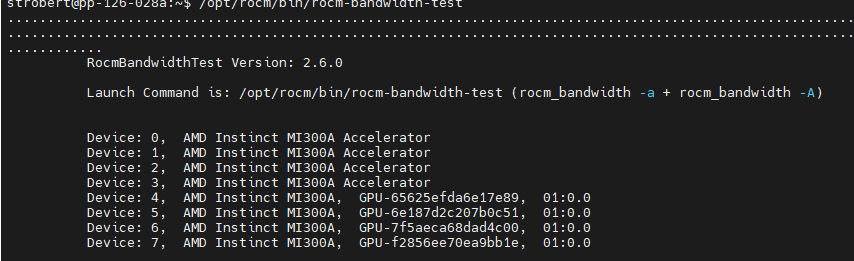 strobert@pp-126-028a:~$ /opt/rocm/bin/rocm-bandwidth-test
..........................................................................................................
..........................................................................................................
............
RocmBandwidthTest Version: 2.6.0
Launch Command is: /opt/rocm/bin/rocm-bandwidth-test (rocm_bandwidth -a + rocm_bandwidth -A)
Device: 0,  AMD Instinct MI300A Accelerator
Device: 1,  AMD Instinct MI300A Accelerator
Device: 2,  AMD Instinct MI300A Accelerator
Device: 3,  AMD Instinct MI300A Accelerator
Device: 4,  AMD Instinct MI300A,  GPU-65625efda6e17e89,  01:0.0
Device: 5,  AMD Instinct MI300A,  GPU-6e187d2c207b0c51,  01:0.0
Device: 6,  AMD Instinct MI300A,  GPU-7f5aeca68dad4c00,  01:0.0
Device: 7,  AMD Instinct MI300A,  GPU-f2856ee70ea9bb1e,  01:0.0